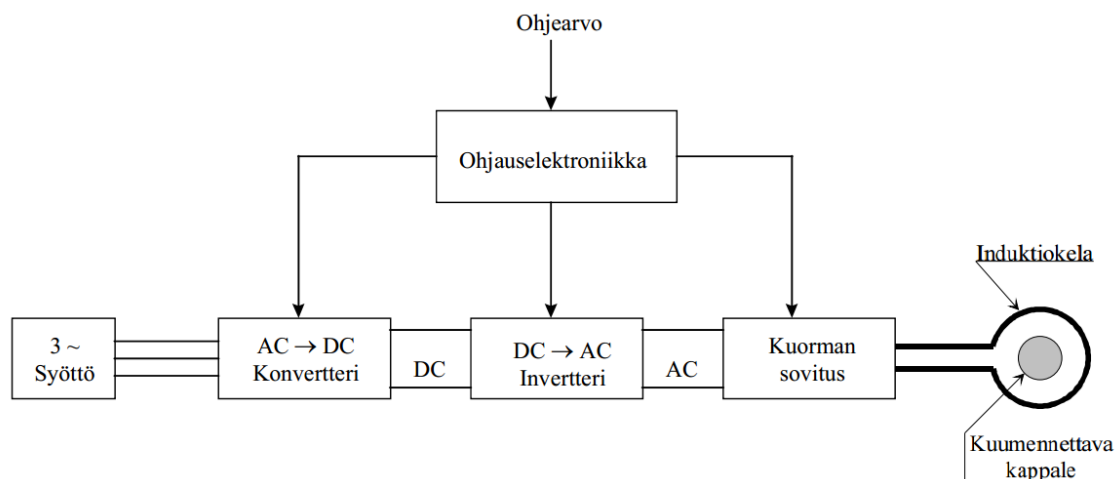 Ohjearvo
Ohjauselektroniikka
Induktiokela
3 ~
Syöttö
AC → DC
Konvertteri
DC
DC → AC
Invertteri
AC
Kuorman
sovitus
Kuumennettava
kappale